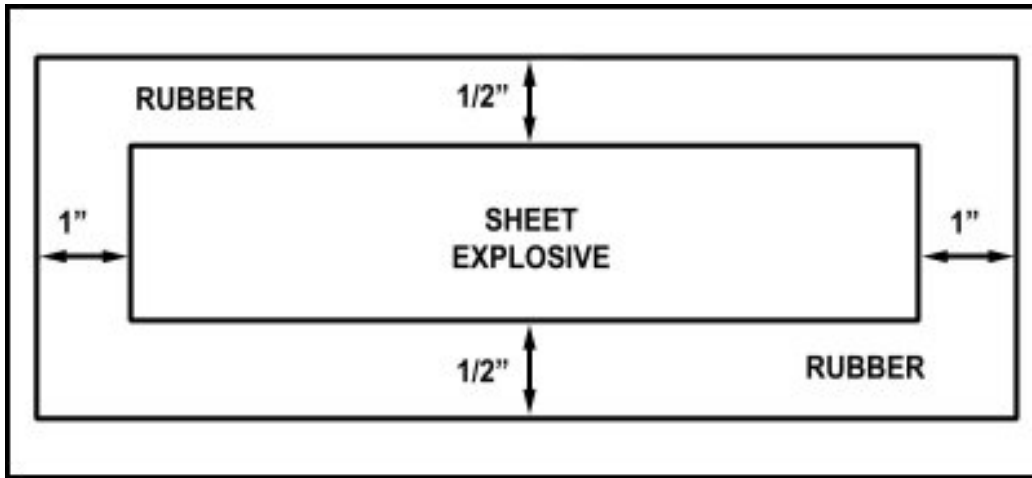 RUBBER
1/2”
1”
SHEET
EXPLOSIVE
1”
1/2”
RUBBER